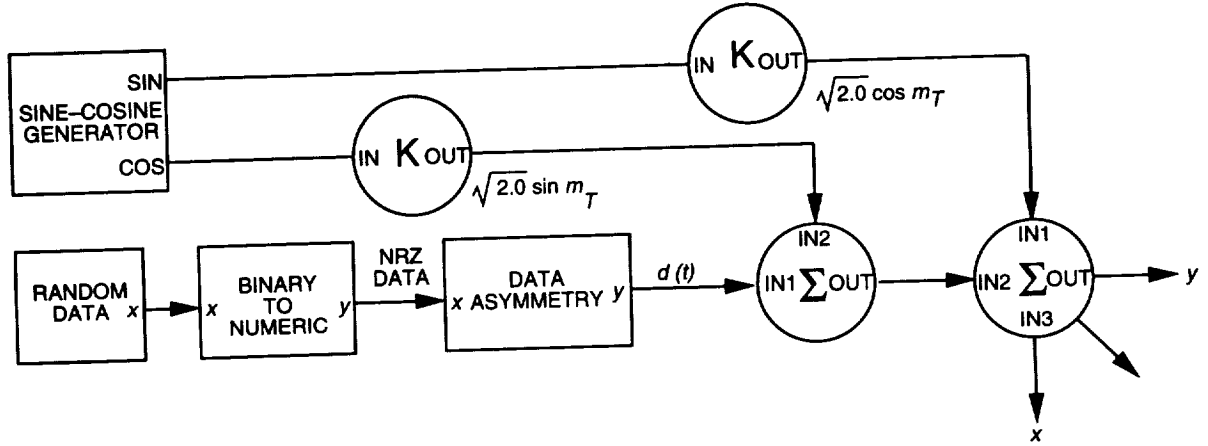 SIN
SINE–COSINE
GENERATOR
COS
IN K OUT
√2.0 cos m_T
IN K OUT
√2.0 sin m_T
RANDOM
DATA x
x BINARY
TO
NUMERIC y
NRZ
DATA
x DATA
ASYMMETRY y
d (t)
IN2
IN1 Σ OUT
IN1
IN2 Σ OUT
IN3
y
x